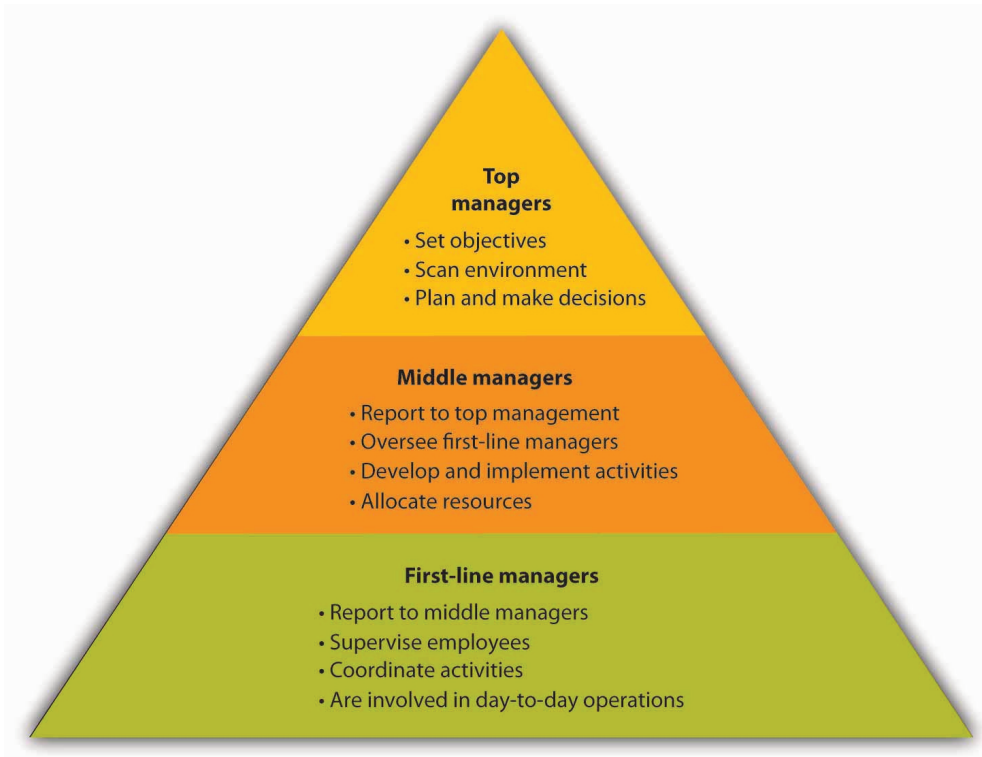 Top
managers
• Set objectives
• Scan environment
• Plan and make decisions
Middle managers
• Report to top management
• Oversee first-line managers
• Develop and implement activities
• Allocate resources
First-line managers
• Report to middle managers
• Supervise employees
• Coordinate activities
• Are involved in day-to-day operations